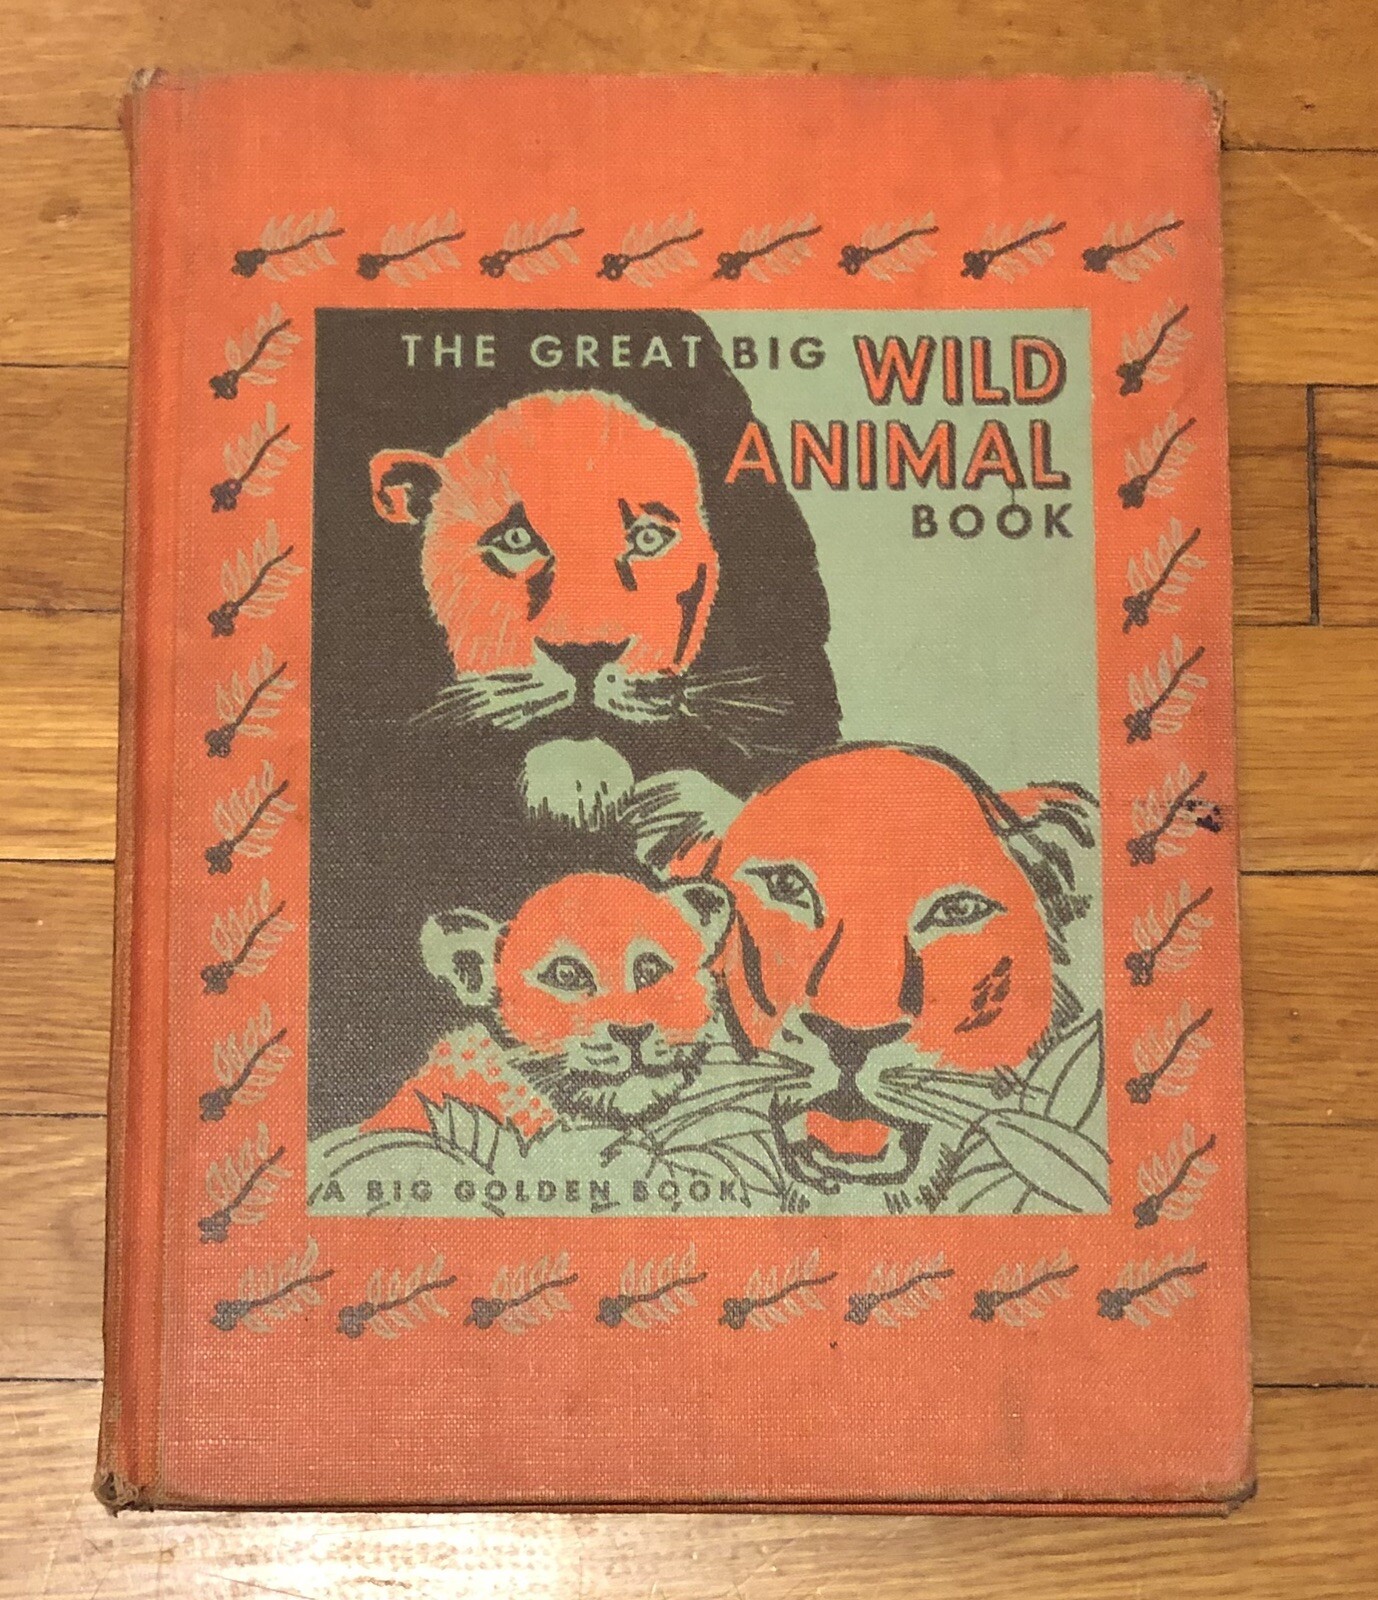 THE GREAT BIG WILD
ANIMAL
BOOK
A BIG GOLDEN BOOK